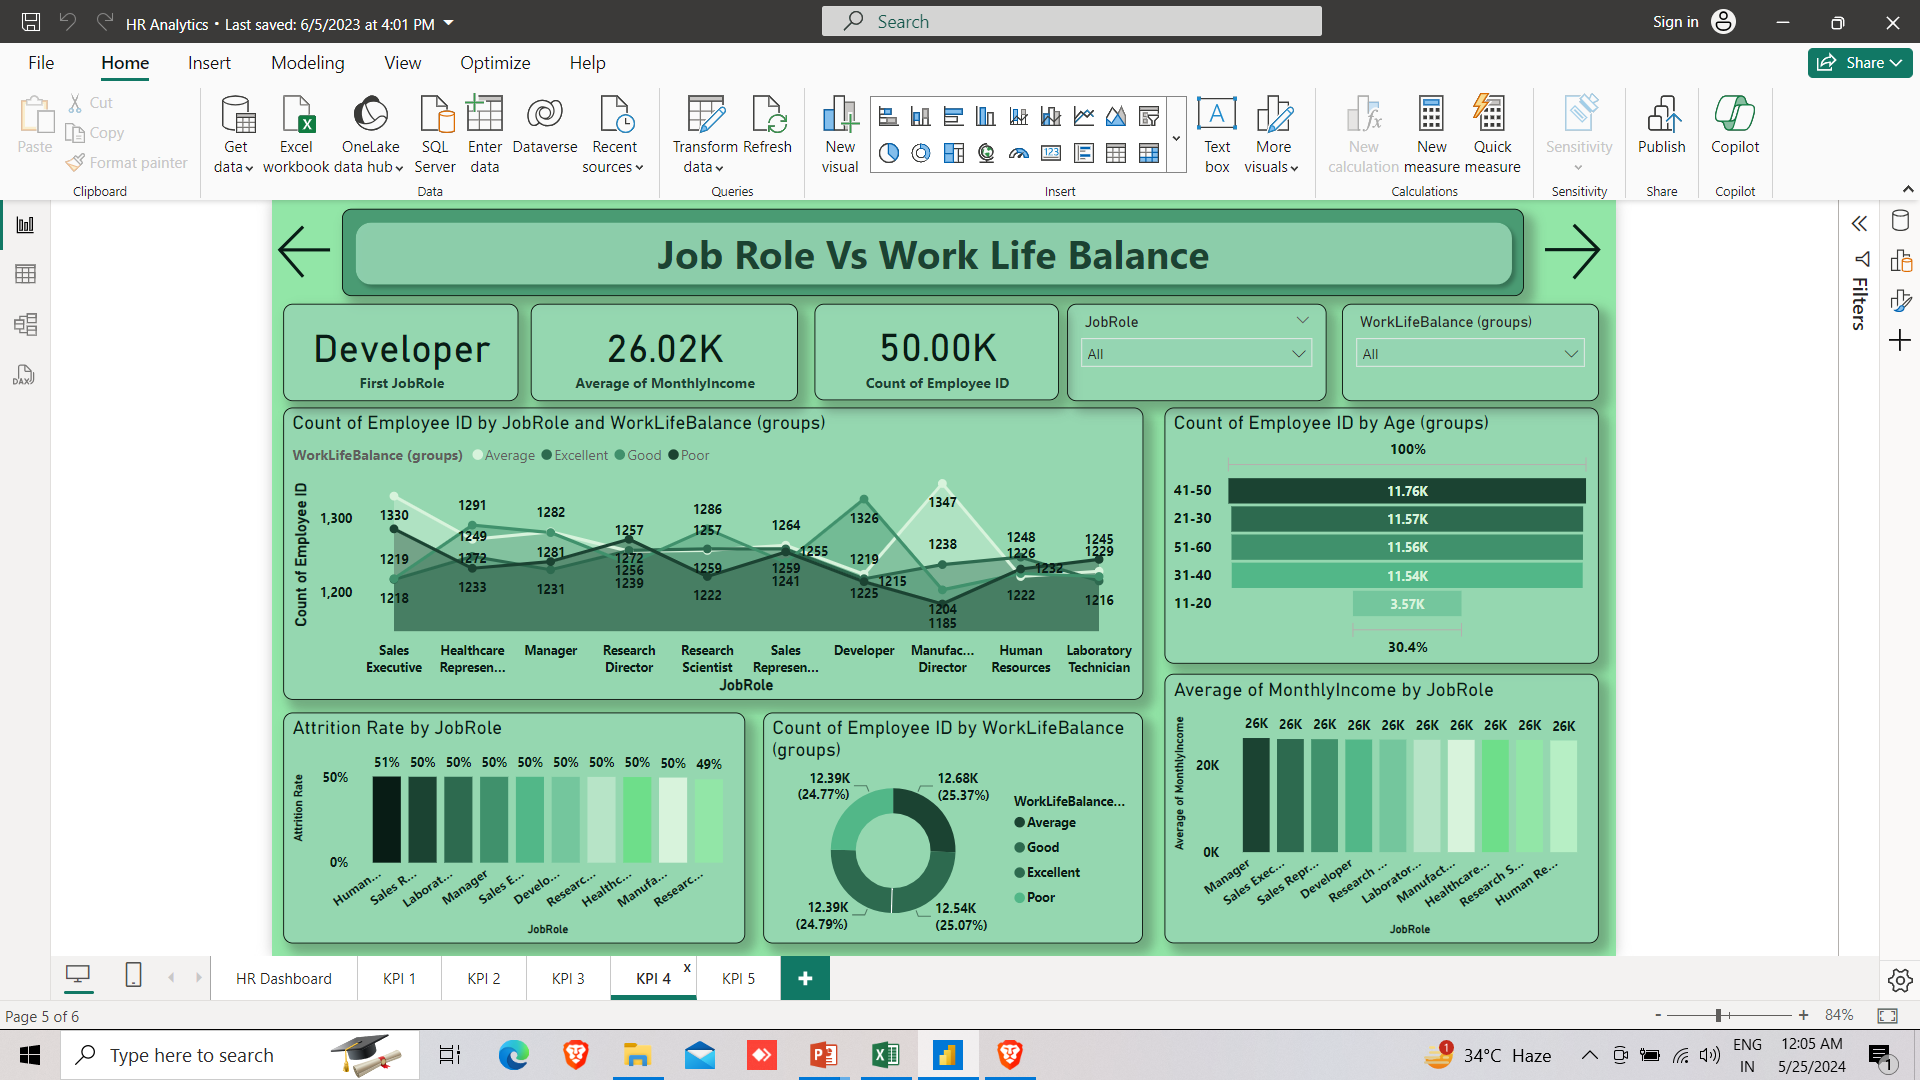 HR Analytics • Last saved: 6/5/2023 at 4:01 PM
Search
Sign in
File Home Insert Modeling View Optimize Help
Share
Paste
Cut
Copy
Format painter
Clipboard
Get data
Excel workbook
OneLake data hub
SQL Server
Enter data
Dataverse
Recent sources
Data
Transform data
Refresh
Queries
New visual
123
A
Text box
More visuals
Insert
New calculation
New measure
Quick measure
Calculations
Sensitivity
Sensitivity
Publish
Share
Copilot
Copilot
DAX
Filters
Job Role Vs Work Life Balance
Developer
First JobRole
26.02K
Average of MonthlyIncome
50.00K
Count of Employee ID
JobRole
All
WorkLifeBalance (groups)
All
Count of Employee ID by JobRole and WorkLifeBalance (groups)
WorkLifeBalance (groups) Average Excellent Good Poor
Count of Employee ID
1,300
1,200
1330 1219 1218
1291 1249 1272 1233
1282 1281 1231
1257 1272 1256 1239
1286 1257 1259 1222
1264 1255 1259 1241
1326 1219 1215 1225
1347 1238 1204 1185
1248 1226 1232 1222
1245 1229 1216
Sales Executive
Healthcare Represen...
Manager
Research Director
Research Scientist
Sales Represen...
Developer
Manufac... Director
Human Resources
Laboratory Technician
JobRole
Count of Employee ID by Age (groups)
100%
41-50 11.76K
21-30 11.57K
51-60 11.56K
31-40 11.54K
11-20 3.57K
30.4%
Attrition Rate by JobRole
Attrition Rate
50%
0%
51% 50% 50% 50% 50% 50% 50% 50% 50% 49%
Human... Sales R... Laborat... Manager Sales E... Develo... Researc... Healthc... Manufa... Researc...
JobRole
Count of Employee ID by WorkLifeBalance (groups)
12.39K (24.77%)
12.68K (25.37%)
12.39K (24.79%)
12.54K (25.07%)
WorkLifeBalance...
Average
Good
Excellent
Poor
Average of MonthlyIncome by JobRole
Average of MonthlyIncome
20K
0K
26K 26K 26K 26K 26K 26K 26K 26K 26K 26K
Manager Sales Exec... Sales Repr... Developer Research ... Laborator... Manufact... Healthcare... Research S... Human Re...
JobRole
HR Dashboard KPI 1 KPI 2 KPI 3 KPI 4 x KPI 5 +
Page 5 of 6
- + 84%
Type here to search
1
34°C Haze
ENG
IN
12:05 AM
5/25/2024
1